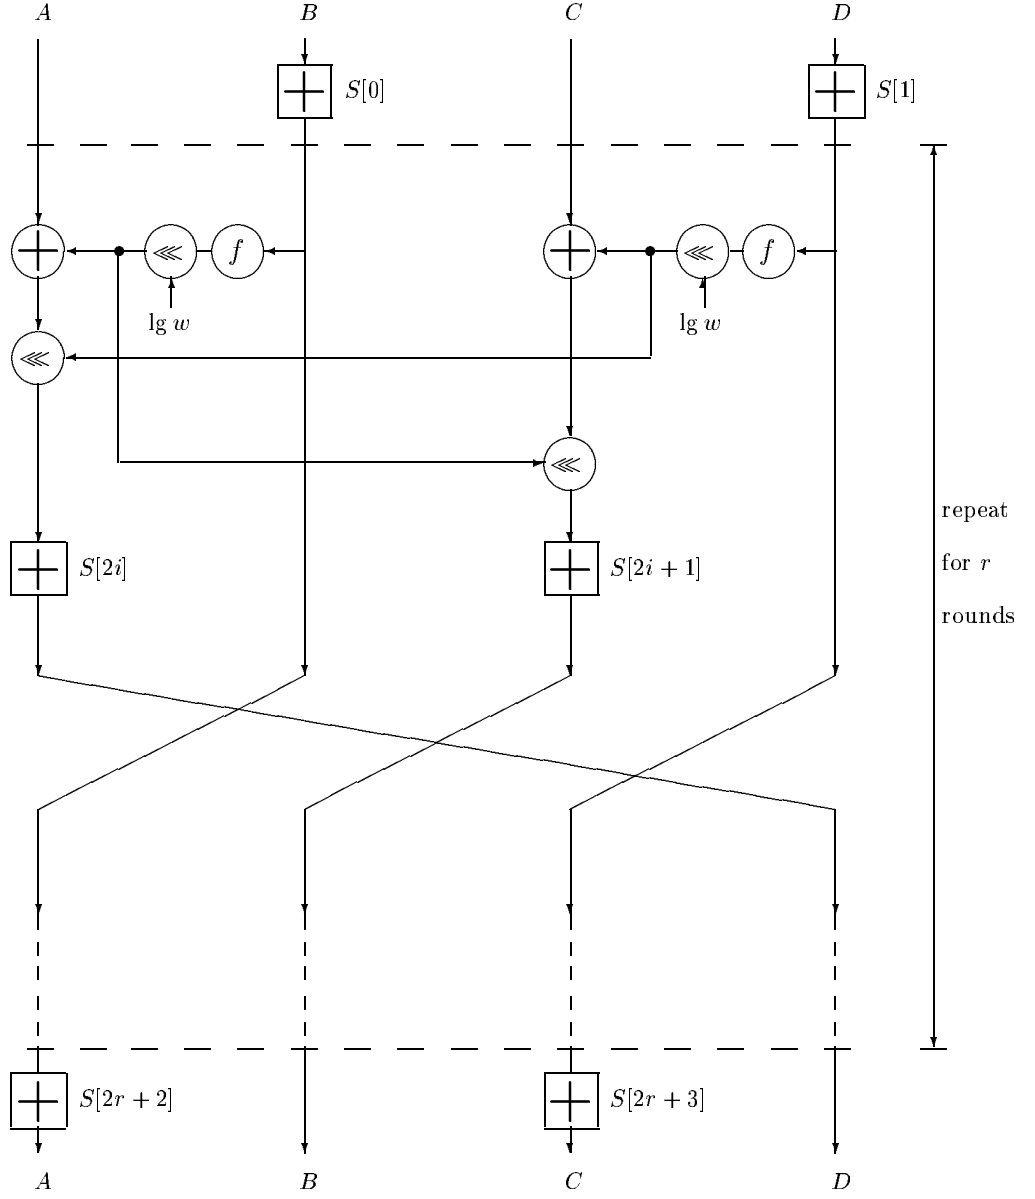 A B C D
S[0] S[1]
⋘ f ⋘ f
lg w lg w
⋘
⋘
repeat
S[2i] S[2i + 1] for r
rounds
S[2r + 2] S[2r + 3]
A B C D